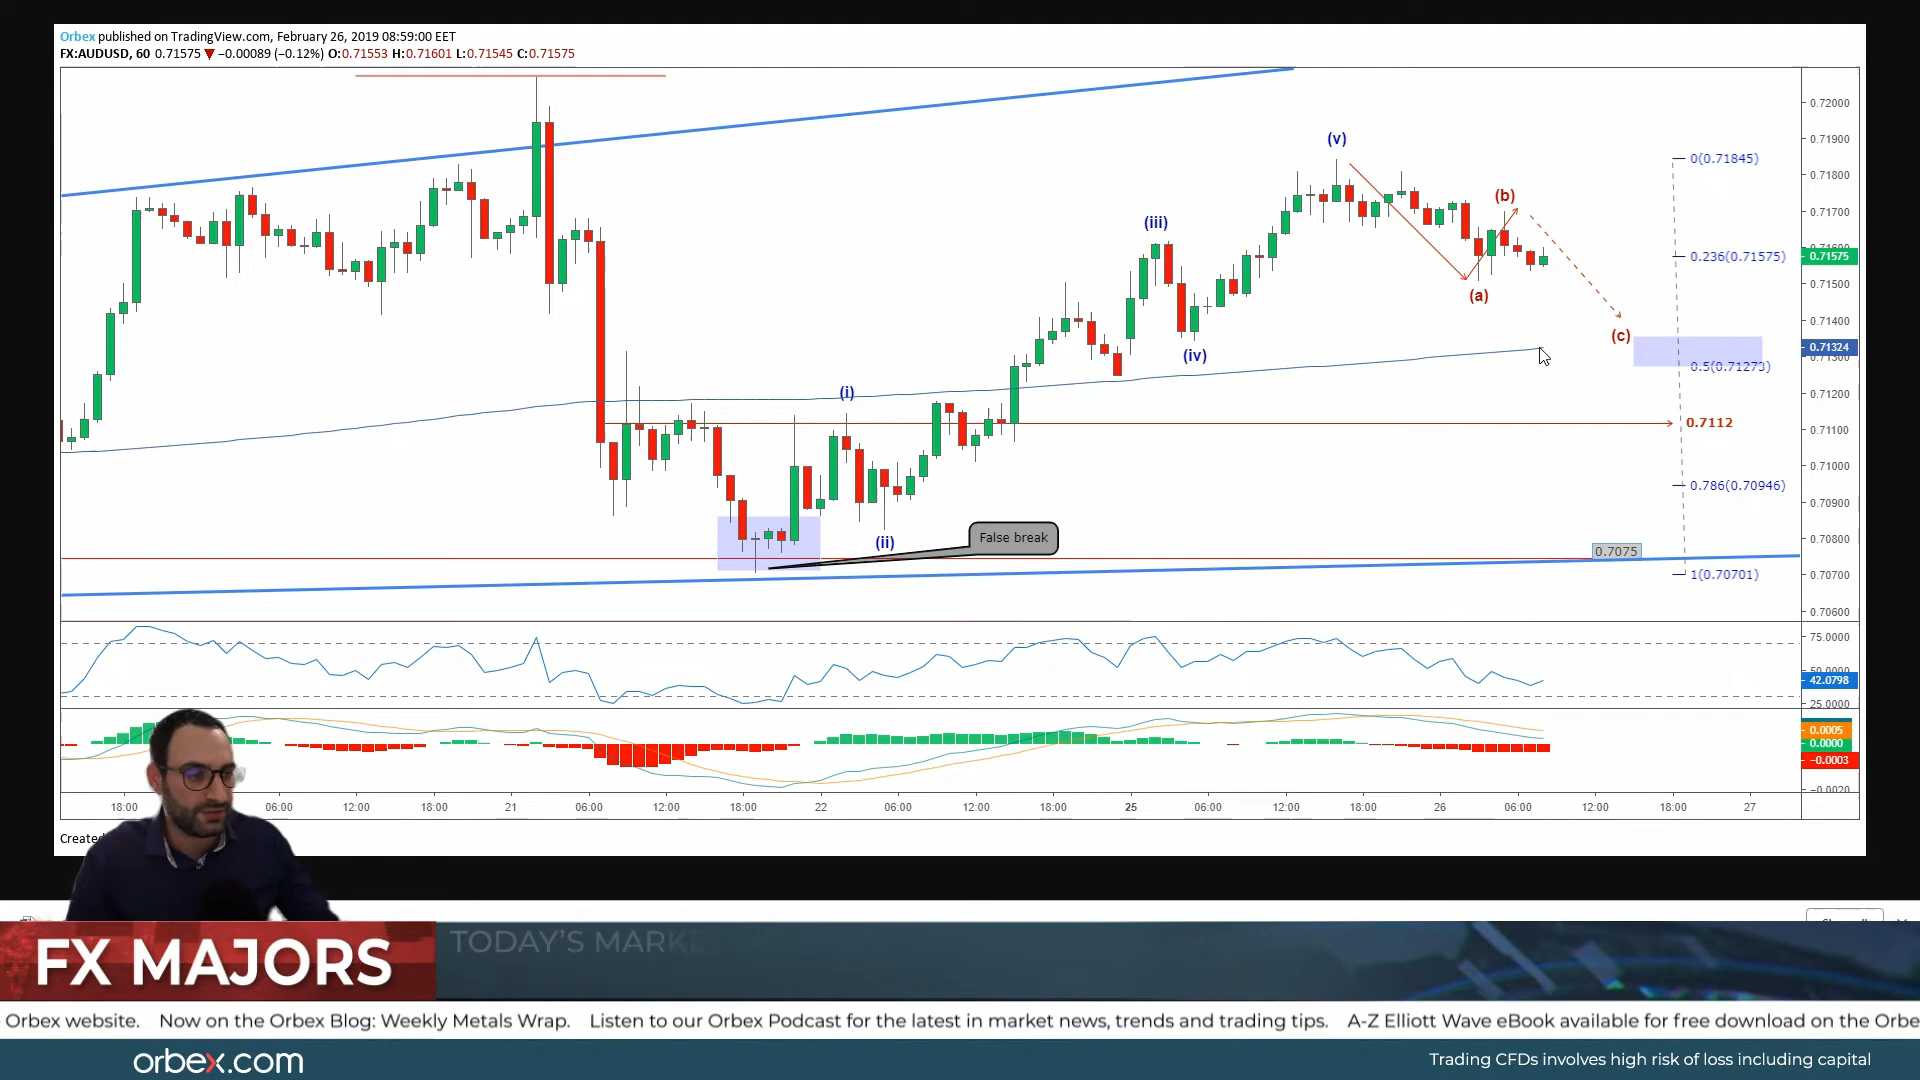 Orbex published on TradingView.com, February 26, 2019 08:59:00 EET
FX:AUDUSD, 60 0.71575 ▼ −0.00089 (−0.12%) O:0.71553 H:0.71601 L:0.71545 C:0.71575
0.72000
0.71900
0.71800
0.71700
0.71575
0.71500
0.71400
0.71324
0.71300
0.71200
0.71100
0.71000
0.70900
0.70800
0.70700
0.70600
(v)
0(0.71845)
(b)
(iii)
0.236(0.71575)
(a)
(c)
(iv)
0.5(0.71273)
(i)
0.7112
0.786(0.70946)
False break
(ii)
0.7075
1(0.70701)
75.0000
50.0000
42.0798
25.0000
0.0005
0.0000
−0.0003
−0.0020
18:00 06:00 12:00 18:00 21 06:00 12:00 18:00 22 06:00 12:00 18:00 25 06:00 12:00 18:00 26 06:00 12:00 18:00 27
Created
FX MAJORS
TODAY'S MARKE
Orbex website. Now on the Orbex Blog: Weekly Metals Wrap. Listen to our Orbex Podcast for the latest in market news, trends and trading tips. A-Z Elliott Wave eBook available for free download on the Orbe
orbex.com
Trading CFDs involves high risk of loss including capital